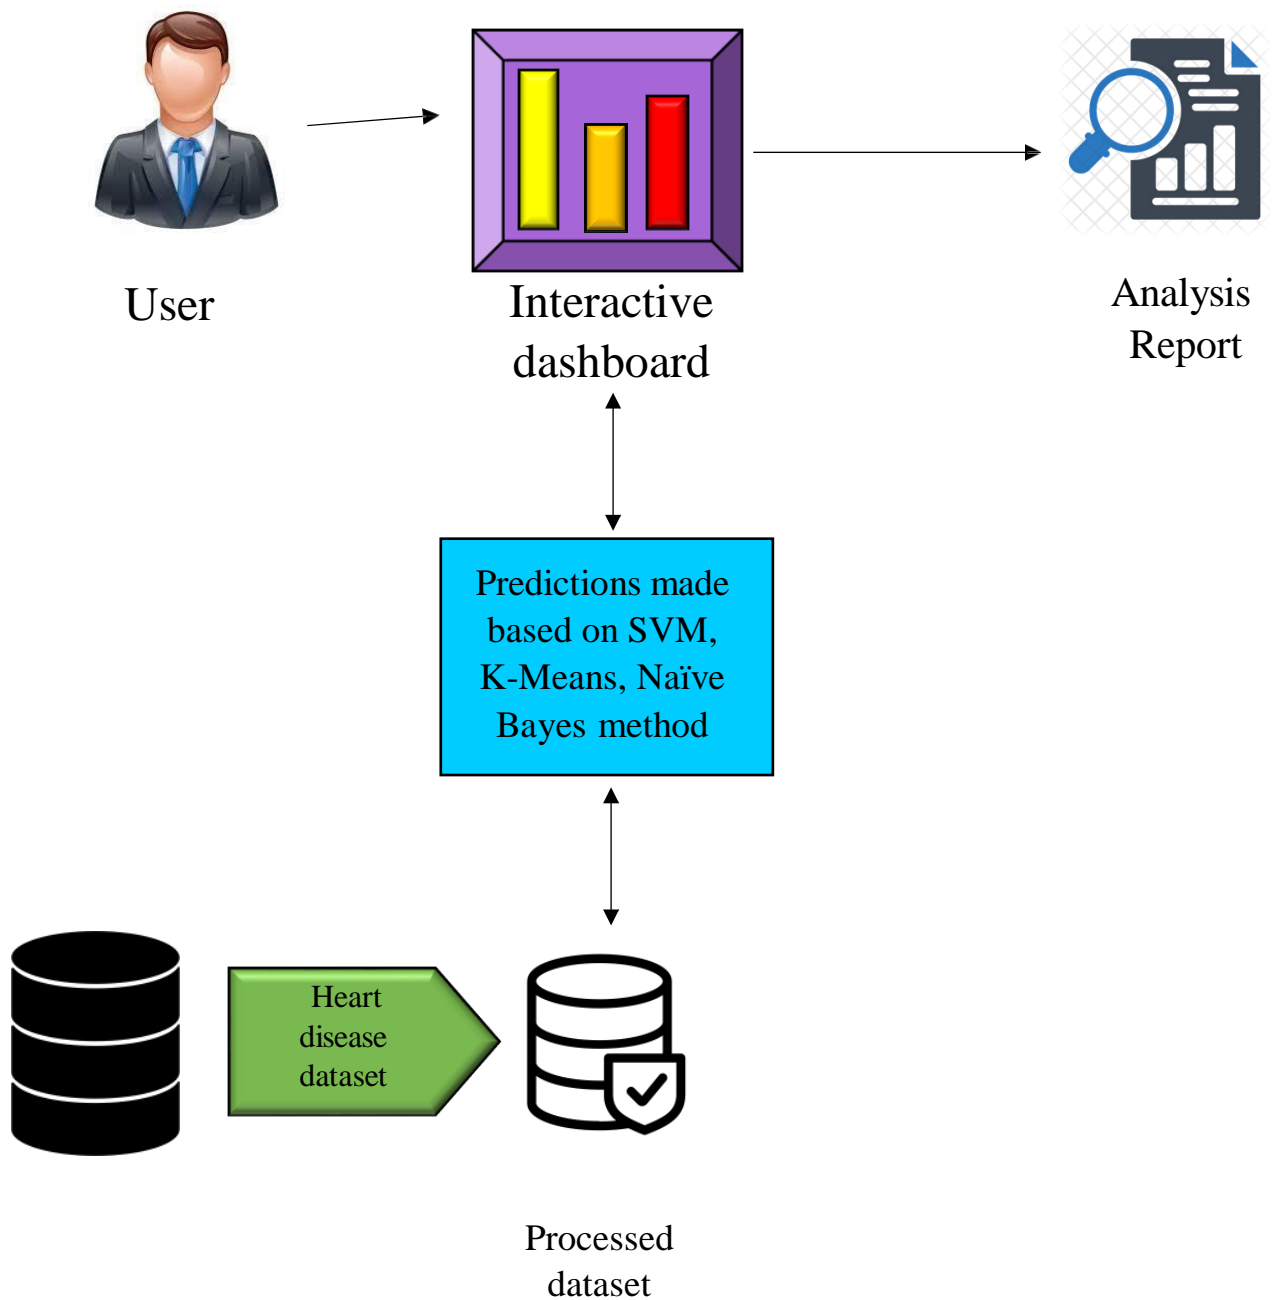 User
Interactive
dashboard
Analysis
Report
Predictions made
based on SVM,
K-Means, Naïve
Bayes method
Heart
disease
dataset
Processed
dataset